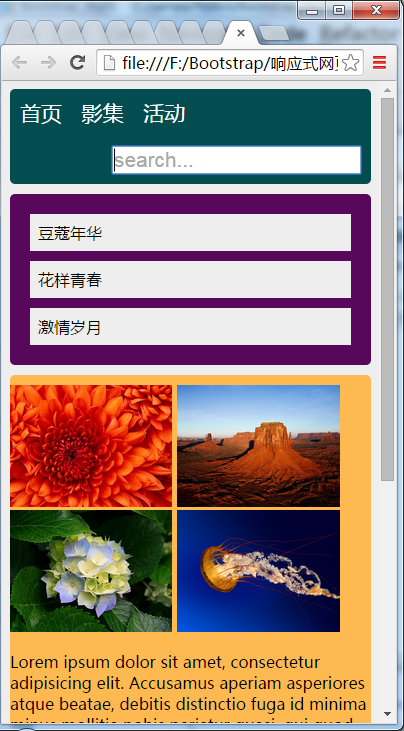 file:///F:/Bootstrap/响应式网
首页 影集 活动
search...
豆蔻年华
花样青春
激情岁月
Lorem ipsum dolor sit amet, consectetur
adipisicing elit. Accusamus aperiam asperiores
atque beatae, debitis distinctio fuga id minima